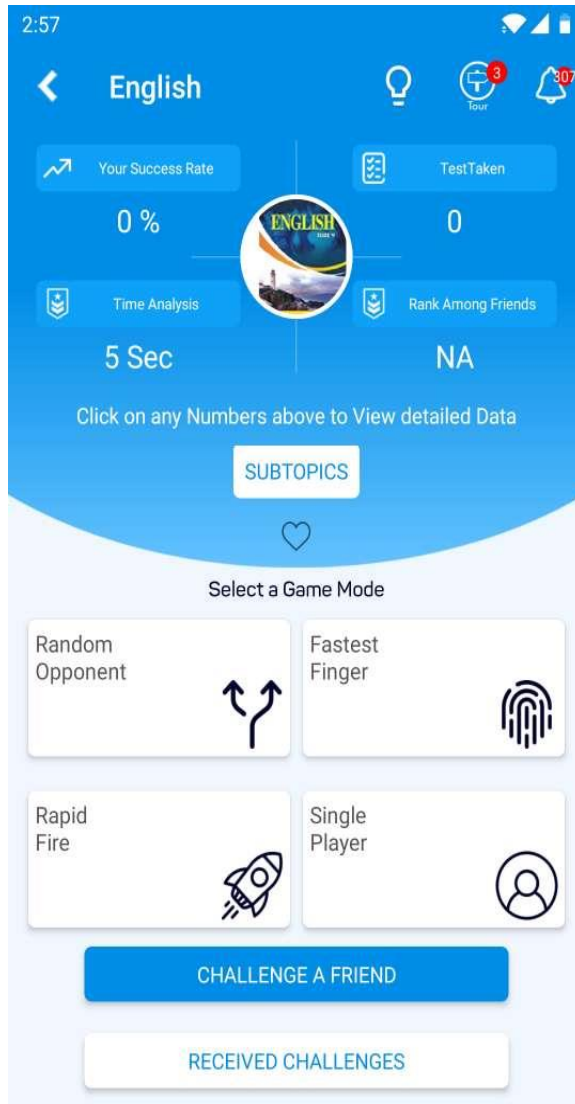 2:57
English
Tour
3
307
Your Success Rate
TestTaken
0 %
0
ENGLISH
Time Analysis
Rank Among Friends
5 Sec
NA
Click on any Numbers above to View detailed Data
SUBTOPICS
Select a Game Mode
Random
Opponent
Fastest
Finger
Rapid
Fire
Single
Player
CHALLENGE A FRIEND
RECEIVED CHALLENGES